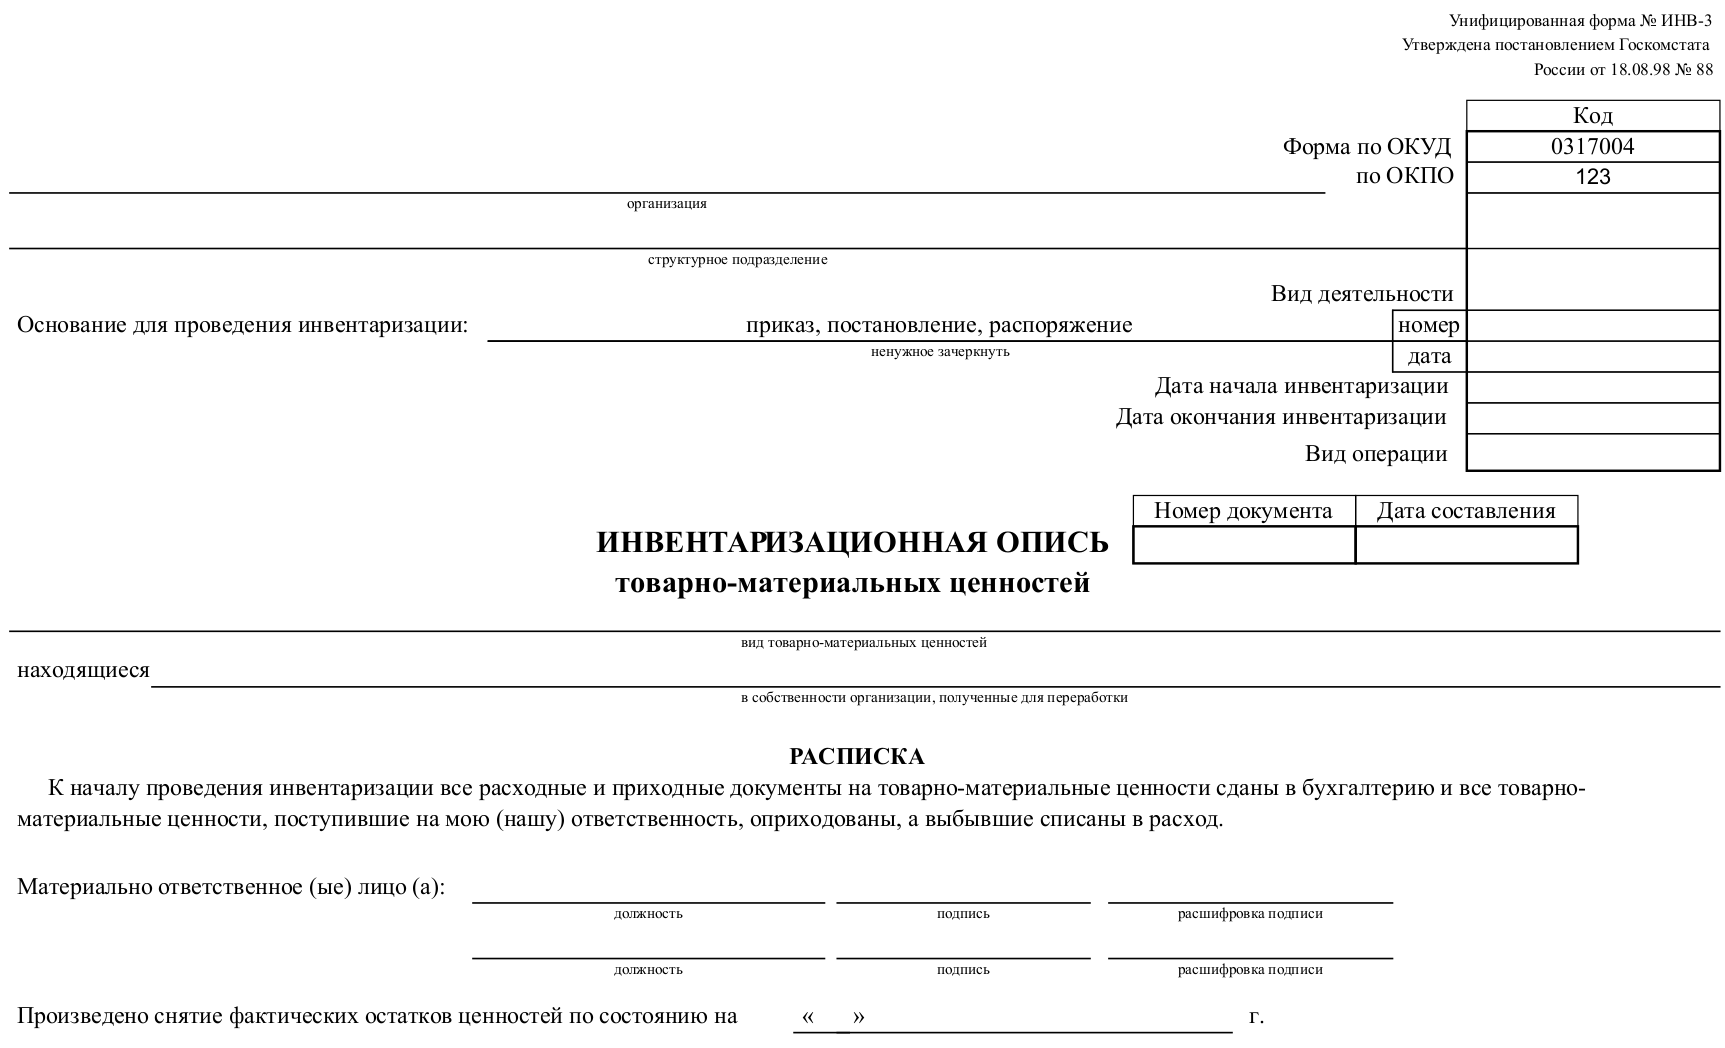 Унифицированная форма № ИНВ-3
Утверждена постановлением Госкомстата
России от 18.08.98 № 88
Код
Форма по ОКУД 0317004
по ОКПО 123
организация
структурное подразделение
Вид деятельности
Основание для проведения инвентаризации: приказ, постановление, распоряжение номер
ненужное зачеркнуть
дата
Дата начала инвентаризации
Дата окончания инвентаризации
Вид операции
Номер документа Дата составления
ИНВЕНТАРИЗАЦИОННАЯ ОПИСЬ
товарно-материальных ценностей
вид товарно-материальных ценностей
находящиеся
в собственности организации, полученные для переработки
РАСПИСКА
К началу проведения инвентаризации все расходные и приходные документы на товарно-материальные ценности сданы в бухгалтерию и все товарно-
материальные ценности, поступившие на мою (нашу) ответственность, оприходованы, а выбывшие списаны в расход.
Материально ответственное (ые) лицо (а):
должность подпись расшифровка подписи
должность подпись расшифровка подписи
Произведено снятие фактических остатков ценностей по состоянию на « _» г.